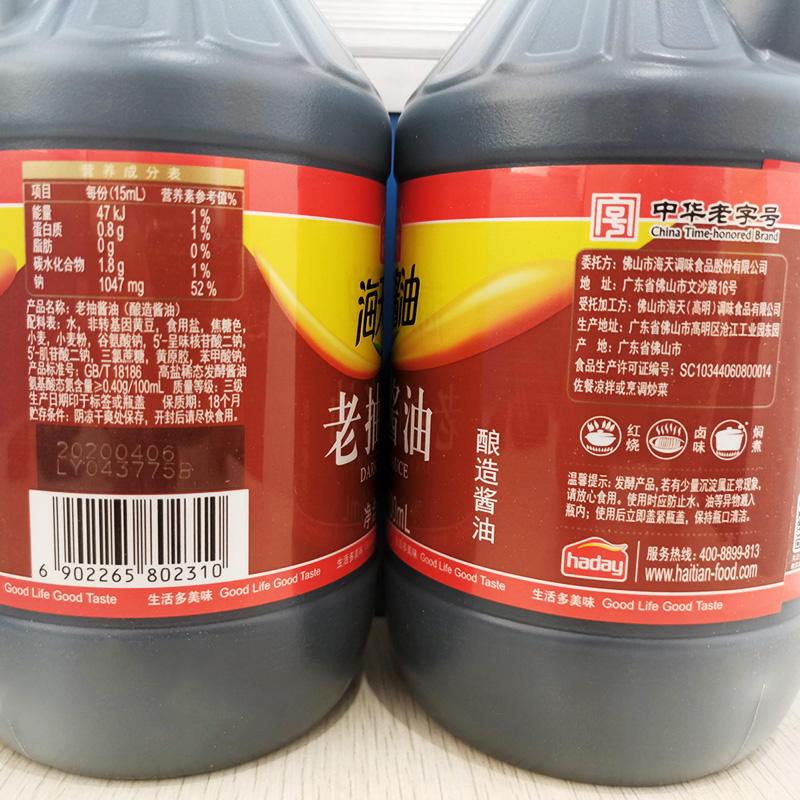 营养成分表
项目 每份(15mL) 营养素参考值%
能量 47 kJ 1%
蛋白质 0.8 g 1%
脂肪 0 g 0%
碳水化合物 1.8 g 1%
钠 1047 mg 52%
产品名称：老抽酱油（酿造酱油）
配料表：水，非转基因黄豆，食用盐，焦糖色，
小麦，小麦粉，谷氨酸钠，5'-呈味核苷酸二钠，
5'-肌苷酸二钠，三氯蔗糖，黄原胶，苯甲酸钠。
产品标准号：GB/T 18186 高盐稀态发酵酱油
氨基酸态氮含量≥0.40g/100mL 质量等级：三级
生产日期印于标签或瓶盖 保质期：18个月
贮存条件：阴凉干爽处保存，开封后请尽快食用。
20200406
LY043775B
6 902265 802310
生活多美味 Good Life Good Taste
海
老抽
DAR
净
Good Life Good Taste
油
酱油
ICE
0mL
酿造酱油
字号
中华老字号
China Time-honored Brand
委托方：佛山市海天调味食品股份有限公司
地 址：广东省佛山市文沙路16号
受托加工方：佛山市海天（高明）调味食品有限公司
生产地址：广东省佛山市高明区沧江工业园东园
产 地：广东省佛山市
食品生产许可证编号：SC10344060800014
佐餐凉拌或烹调炒菜
红烧 卤味 焖煮
温馨提示：发酵产品，若有少量沉淀属正常现象，
请放心食用。使用时应防止水、油等异物溅入
瓶内；使用后立即盖紧瓶盖，保持瓶口清洁。
haday
服务热线：400-8899-813
www.haitian-food.com
Good Life Good Taste 生活多美味 Good Life Good Taste